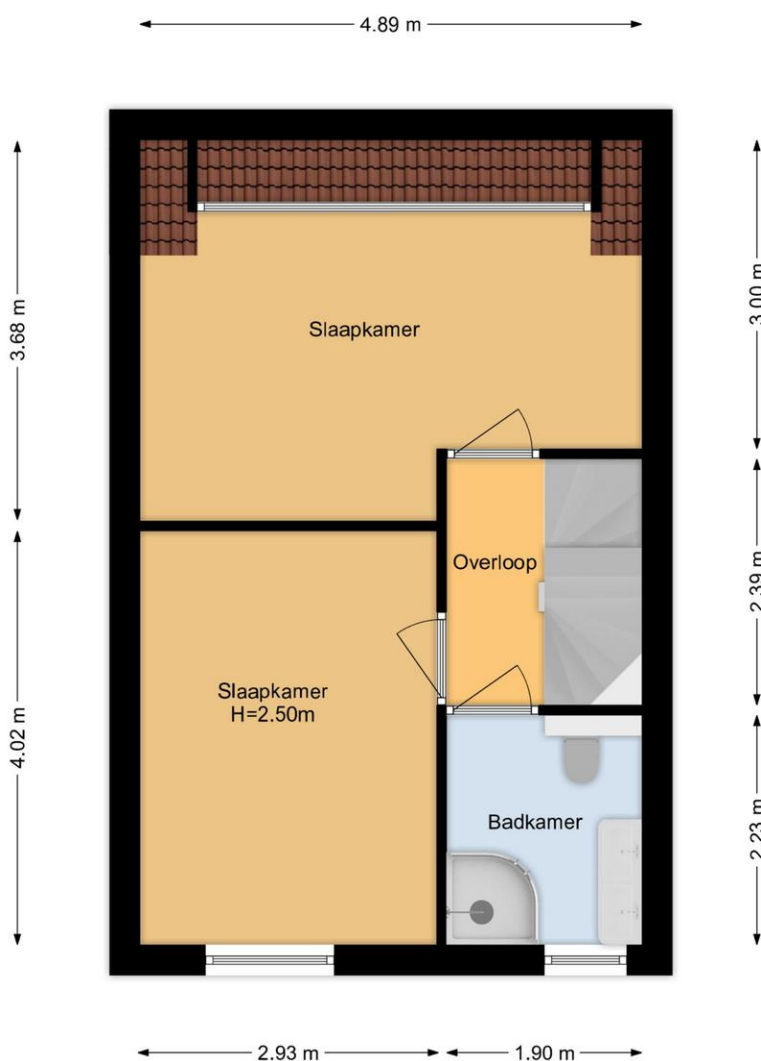 4.89 m
3.68 m
3.00 m
Slaapkamer
Overloop
2.39 m
Slaapkamer
H=2.50m
4.02 m
Badkamer
2.23 m
2.93 m
1.90 m